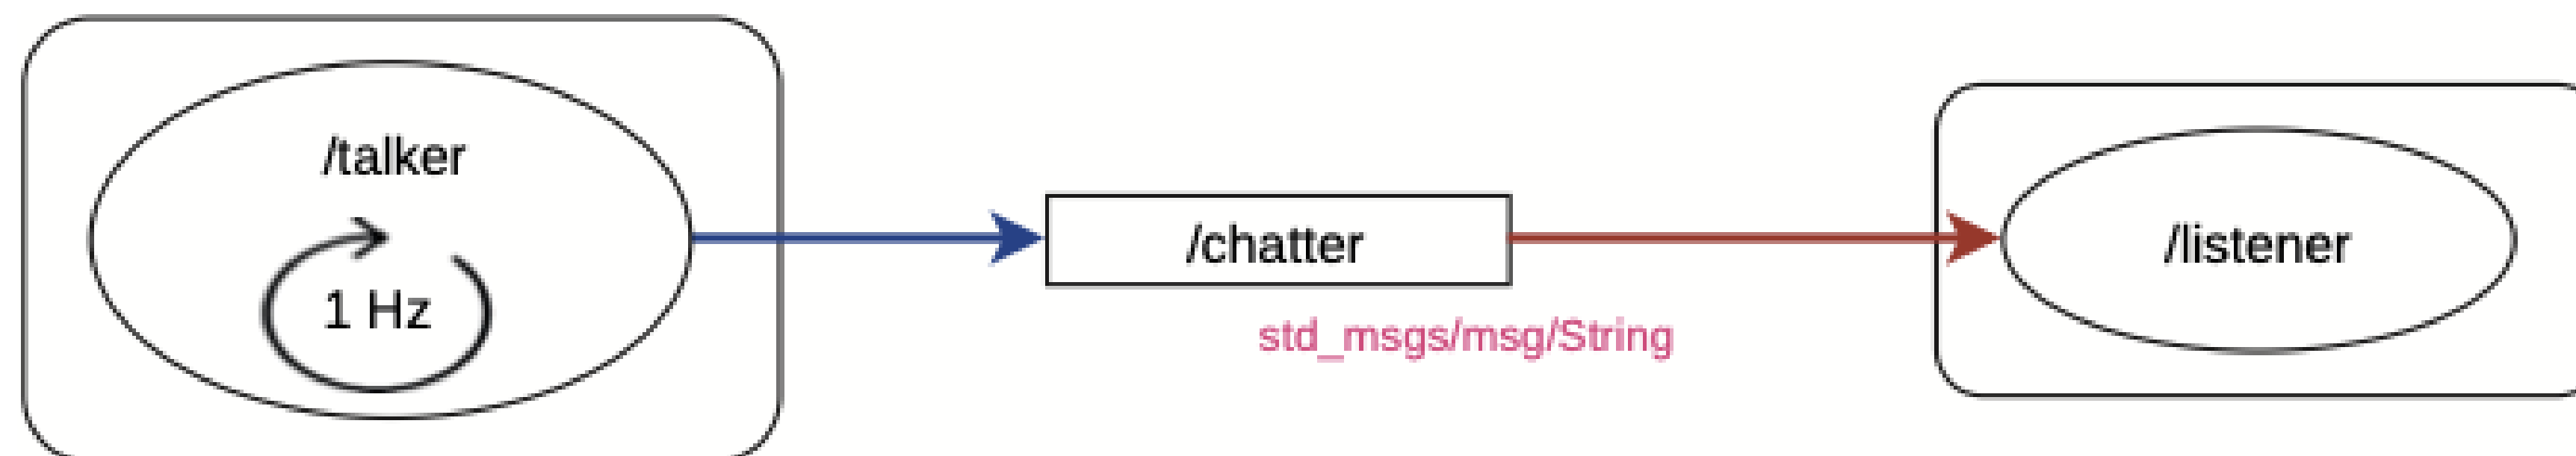 /talker
1 Hz
/chatter
std_msgs/msg/String
/listener